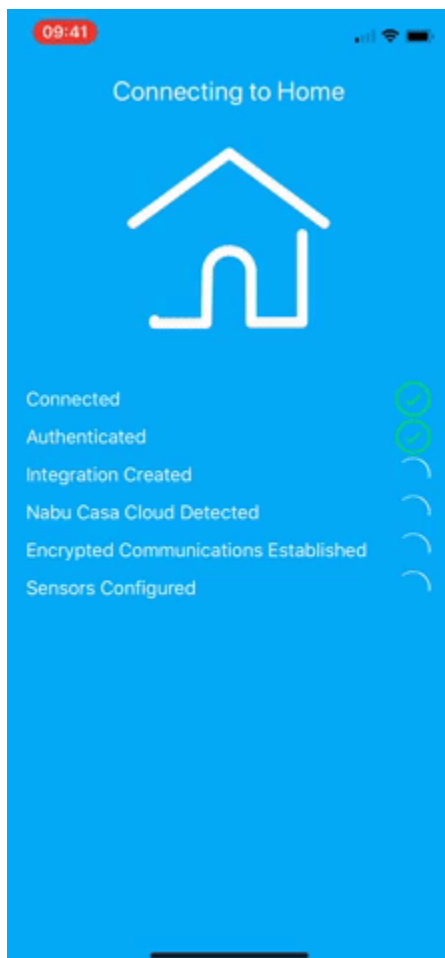 09:41
Connecting to Home
Connected
Authenticated
Integration Created
Nabu Casa Cloud Detected
Encrypted Communications Established
Sensors Configured